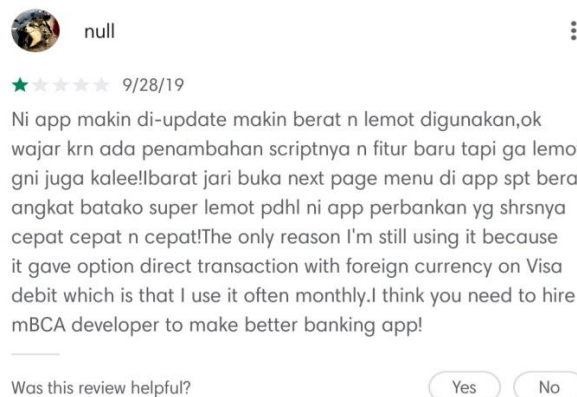 null
9/28/19
Ni app makin di-update makin berat n lemot digunakan,ok
wajar krn ada penambahan scriptnya n fitur baru tapi ga lemo
gni juga kalee!Ibarat jari buka next page menu di app spt bera
angkat batako super lemot pdhl ni app perbankan yg shrsnya
cepat cepat n cepat!The only reason I'm still using it because
it gave option direct transaction with foreign currency on Visa
debit which is that I use it often monthly.I think you need to hire
mBCA developer to make better banking app!
Was this review helpful?
Yes
No